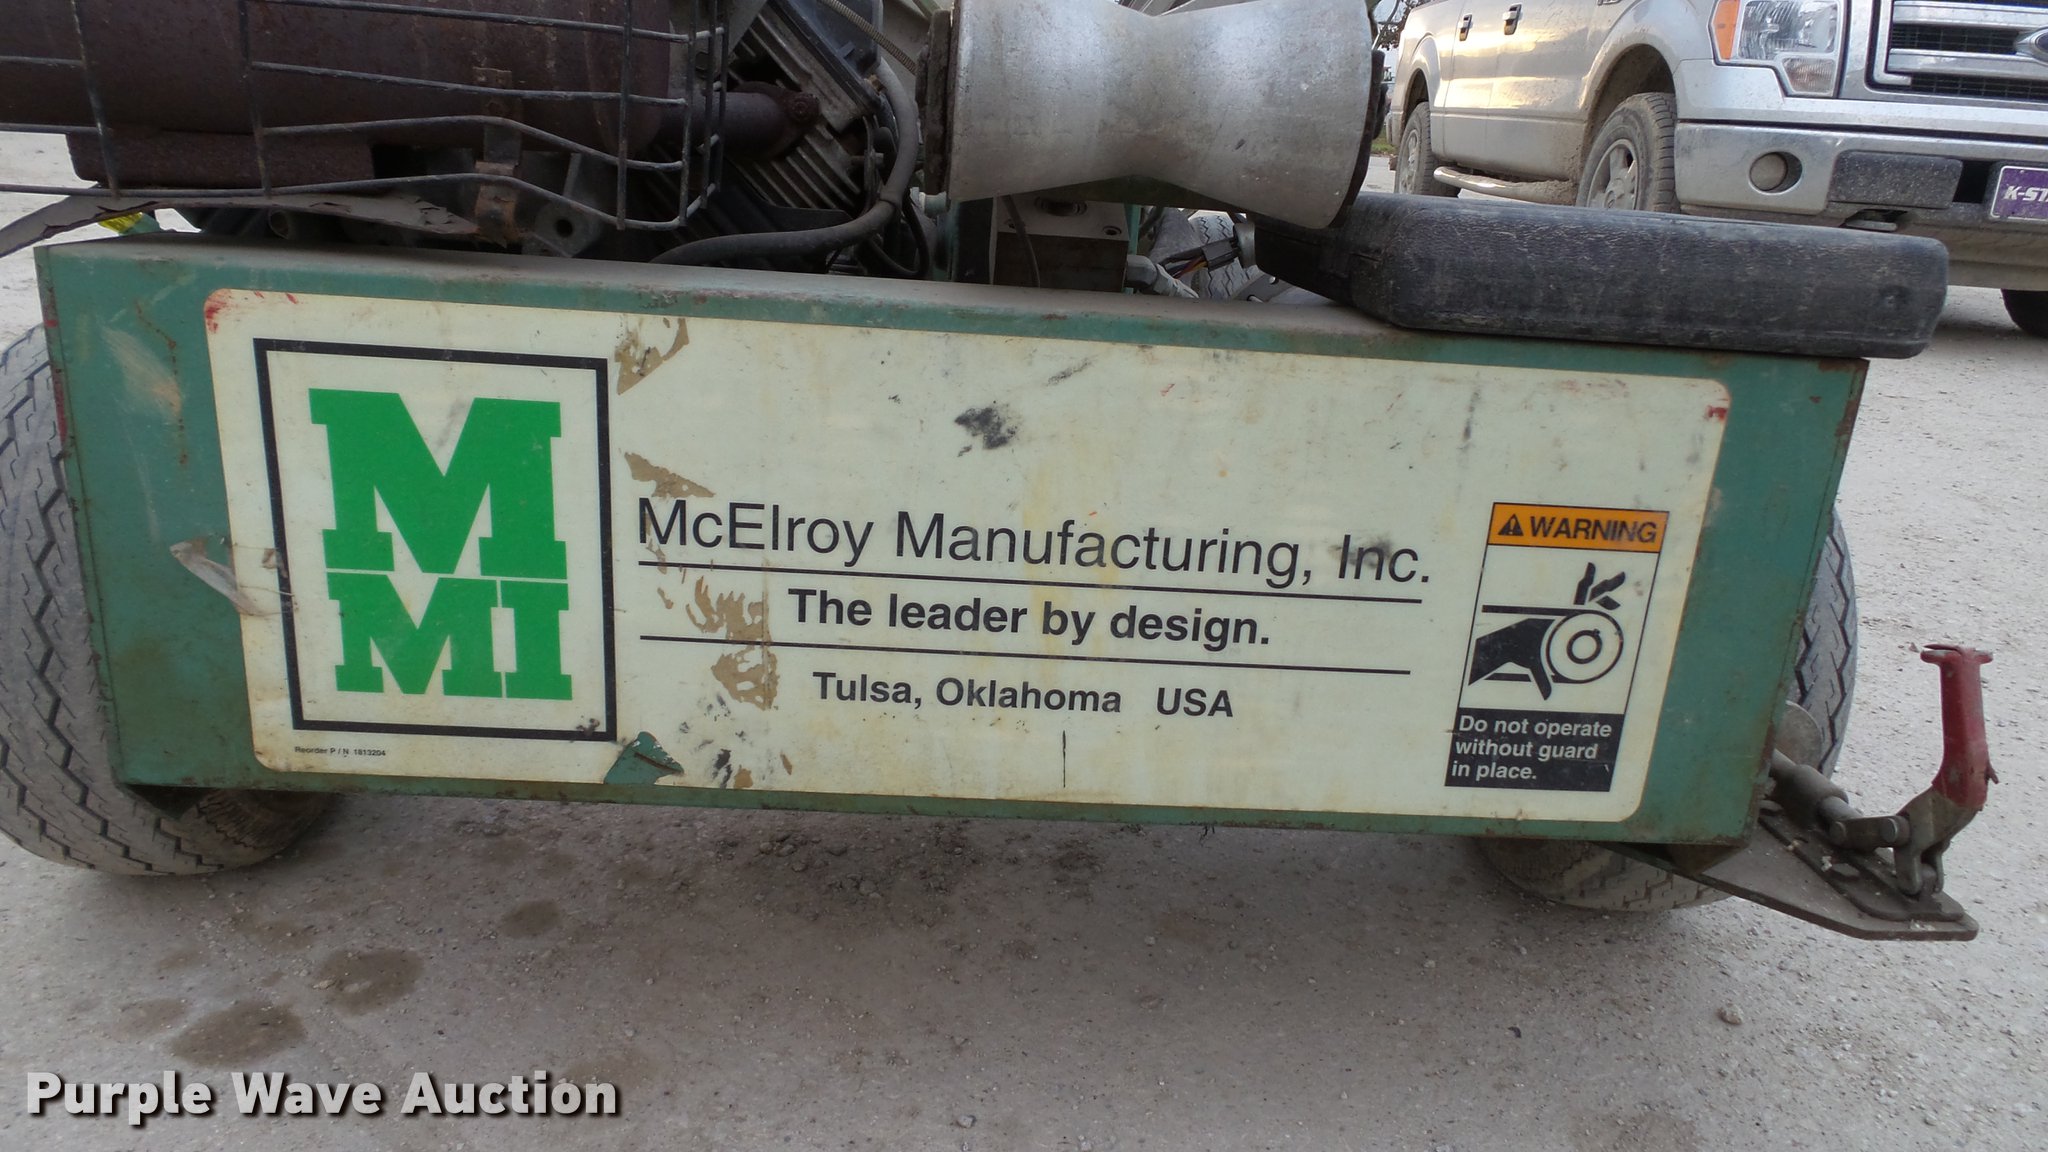 M
MI
McElroy Manufacturing, Inc.
The leader by design.
Tulsa, Oklahoma USA
Reorder P / N 1813204
WARNING
Do not operate
without guard
in place.
K-ST
Purple Wave Auction